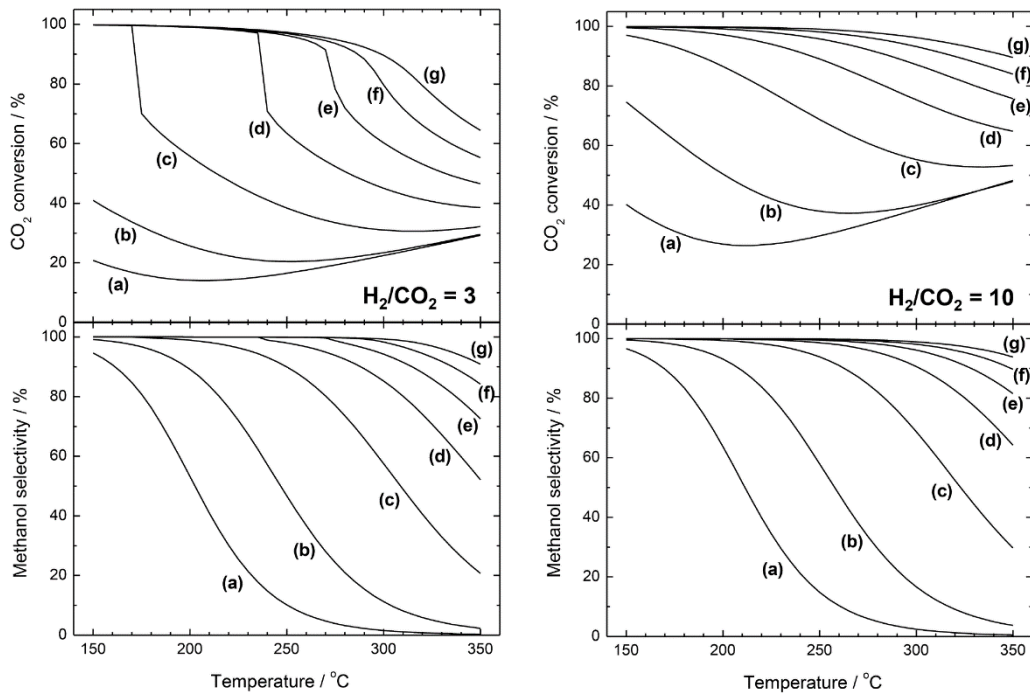 CO₂ conversion / %
100
80
60
40
20
0
(g)
(f)
(e)
(d)
(c)
(b)
(a)
H₂/CO₂ = 3
Methanol selectivity / %
100
80
60
40
20
0
(g)
(f)
(e)
(d)
(c)
(b)
(a)
150 200 250 300 350
Temperature / °C
CO₂ conversion / %
100
80
60
40
20
0
(g)
(f)
(e)
(d)
(c)
(b)
(a)
H₂/CO₂ = 10
Methanol selectivity / %
100
80
60
40
20
0
(g)
(f)
(e)
(d)
(c)
(b)
(a)
150 200 250 300 350
Temperature / °C